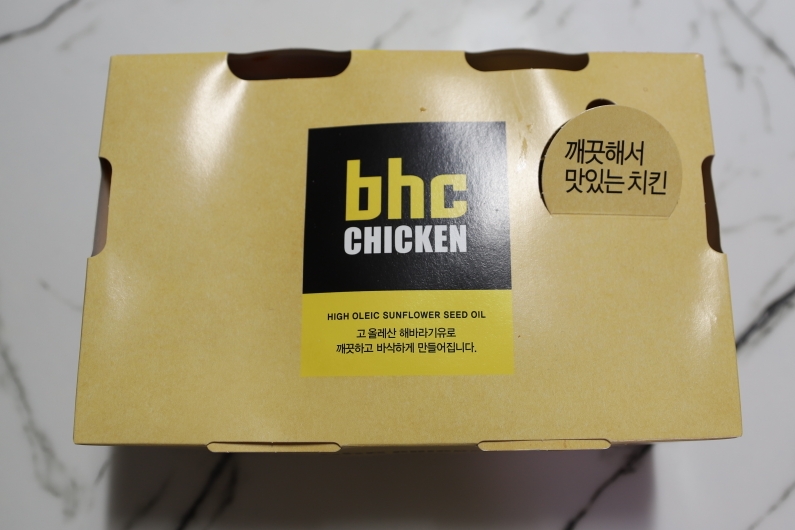 bhc
CHICKEN
HIGH OLEIC SUNFLOWER SEED OIL
고 올레산 해바라기유로
깨끗하고 바삭하게 만들어집니다.
깨끗해서
맛있는 치킨